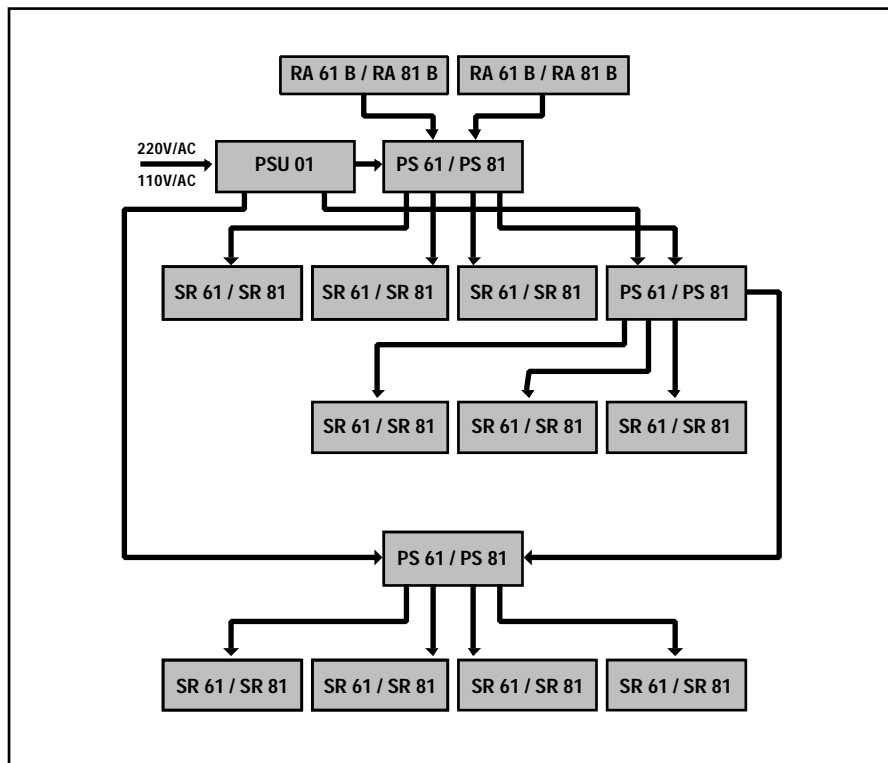 RA 61 B / RA 81 B
RA 61 B / RA 81 B
220V/AC
110V/AC
PSU 01
PS 61 / PS 81
SR 61 / SR 81
SR 61 / SR 81
SR 61 / SR 81
PS 61 / PS 81
SR 61 / SR 81
SR 61 / SR 81
SR 61 / SR 81
PS 61 / PS 81
SR 61 / SR 81
SR 61 / SR 81
SR 61 / SR 81
SR 61 / SR 81